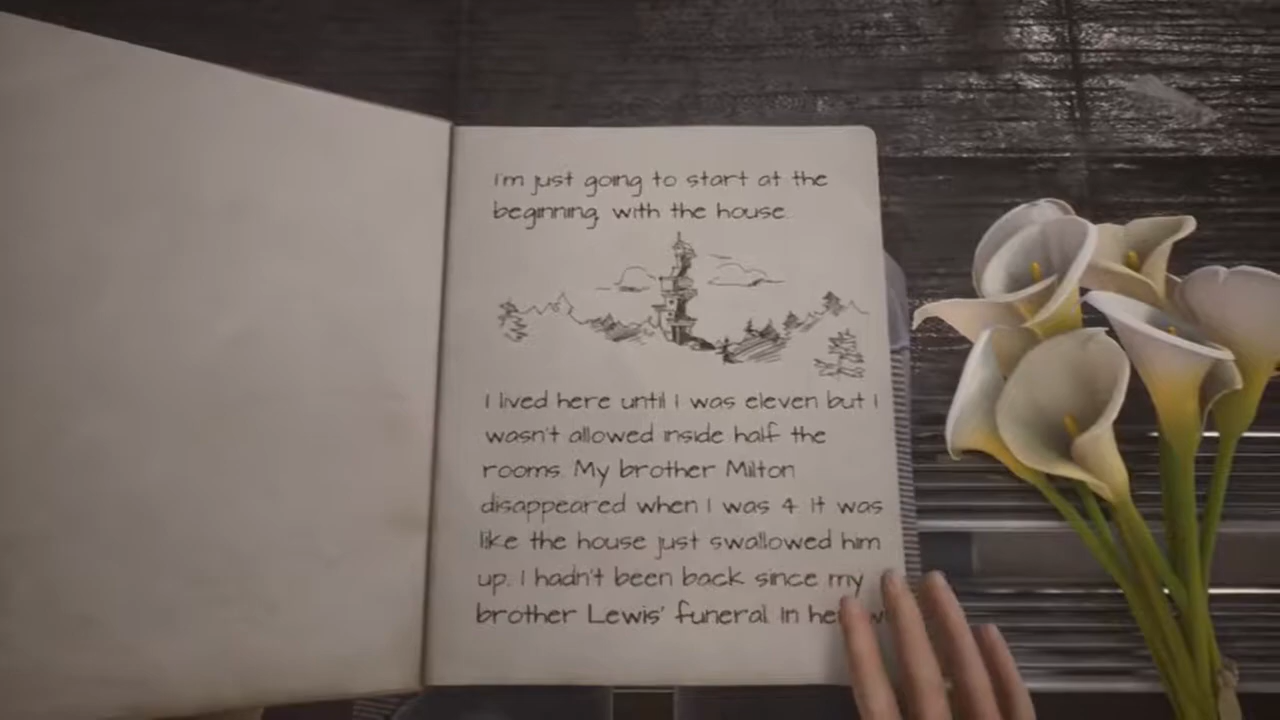 I'm just going to start at the
beginning, with the house.
I lived here until I was eleven but I
wasn't allowed inside half the
rooms. My brother Milton
disappeared when I was 4. It was
like the house just swallowed him
up. I hadn't been back since my
brother Lewis' funeral. In